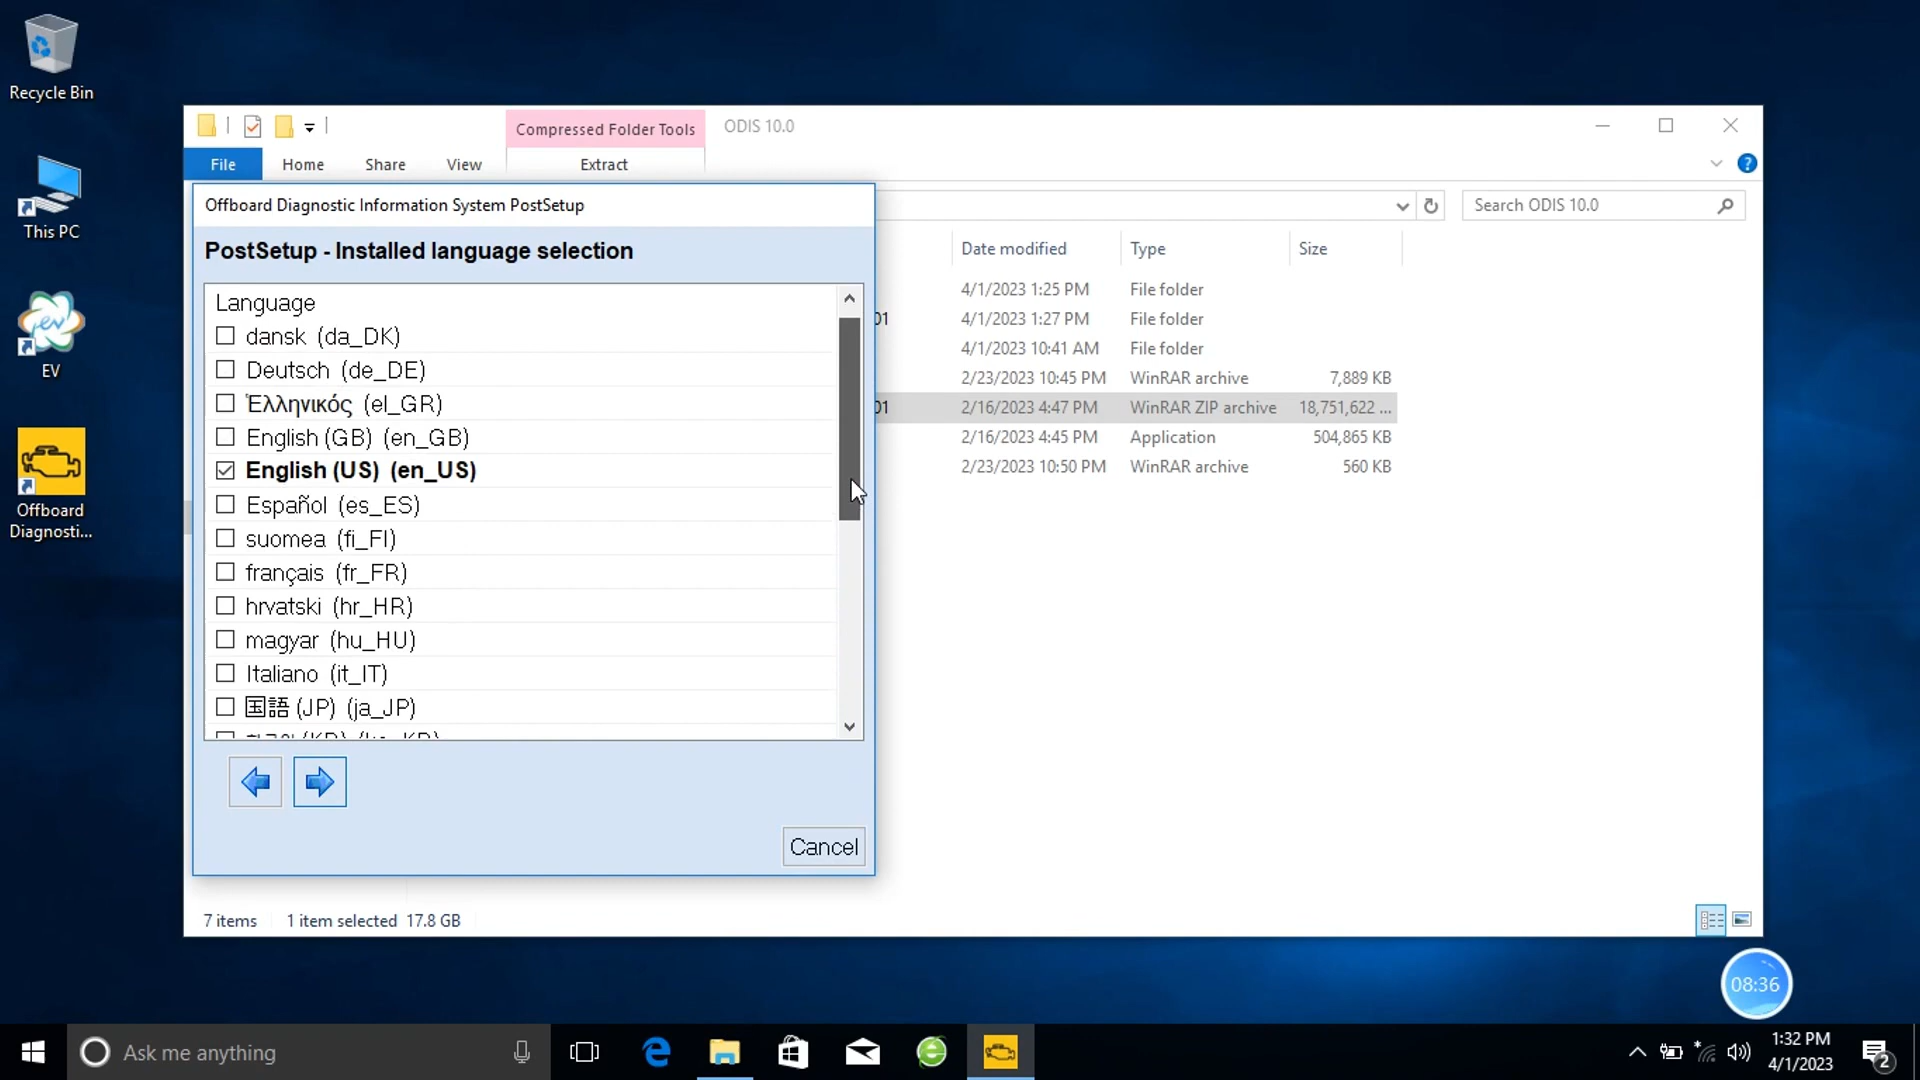 Recycle Bin
This PC
EV
Offboard
Diagnosti...
Compressed Folder Tools
ODIS 10.0
File
Home
Share
View
Extract
Search ODIS 10.0
Offboard Diagnostic Information System PostSetup
PostSetup - Installed language selection
Language
dansk (da_DK)
Deutsch (de_DE)
Έλληνικός (el_GR)
English (GB) (en_GB)
English (US) (en_US)
Español (es_ES)
suomea (fi_FI)
français (fr_FR)
hrvatski (hr_HR)
magyar (hu_HU)
Italiano (it_IT)
国語 (JP) (ja_JP)
Cancel
Date modified Type Size
4/1/2023 1:25 PM File folder
01 4/1/2023 1:27 PM File folder
4/1/2023 10:41 AM File folder
2/23/2023 10:45 PM WinRAR archive 7,889 KB
01 2/16/2023 4:47 PM WinRAR ZIP archive 18,751,622 ...
2/16/2023 4:45 PM Application 504,865 KB
2/23/2023 10:50 PM WinRAR archive 560 KB
7 items 1 item selected 17.8 GB
08:36
Ask me anything
1:32 PM
4/1/2023
2